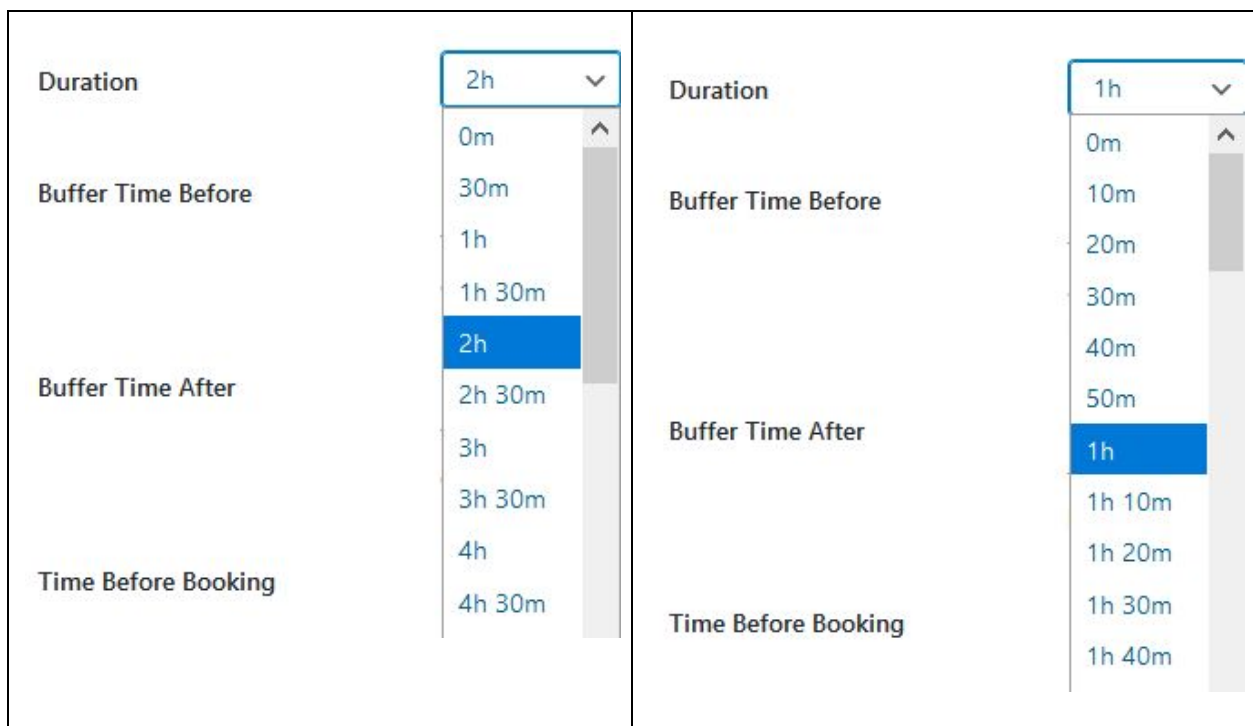 Duration
2h
0m
30m
Buffer Time Before
1h
1h 30m
2h
Buffer Time After
2h 30m
3h
3h 30m
4h
Time Before Booking
4h 30m
Duration
1h
0m
10m
Buffer Time Before
20m
30m
40m
50m
Buffer Time After
1h
1h 10m
1h 20m
1h 30m
Time Before Booking
1h 40m